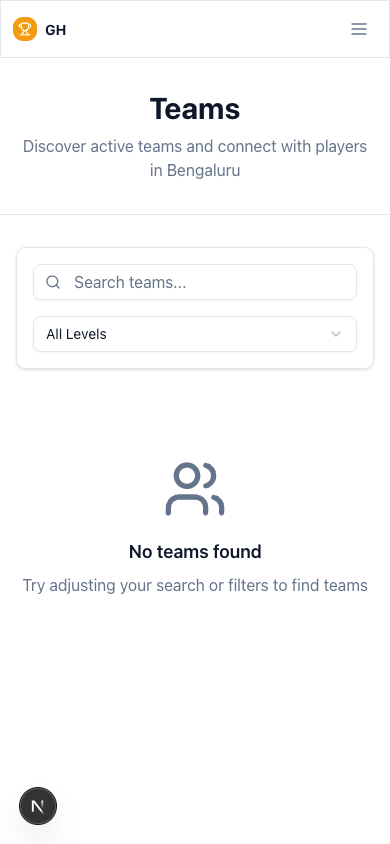 GH
Teams
Discover active teams and connect with players
in Bengaluru
Search teams...
All Levels
No teams found
Try adjusting your search or filters to find teams
N